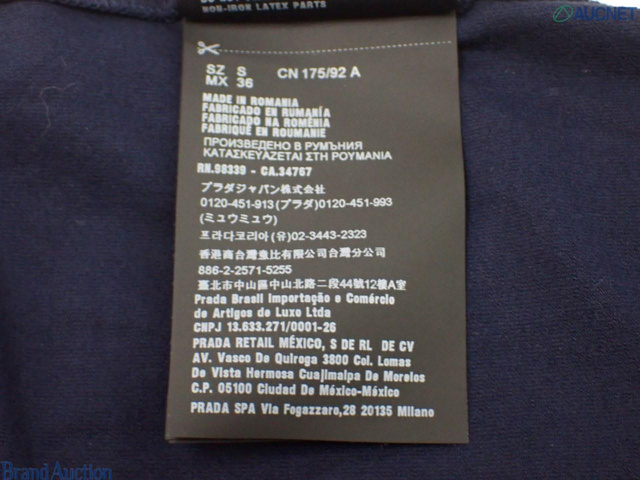 AUCNET
NON-IRON LATEX PARTS
SZ S CN 175/92 A
MX 36
MADE IN ROMANIA
FABRICADO EN RUMANÍA
FABRICADO NA ROMÊNIA
FABRIQUÉ EN ROUMANIE
ПРОИЗВЕДЕНО В РУМЪНИЯ
ΚΑΤΑΣΚΕΥΑΖΕΤΑΙ ΣΤΗ ΡΟΥΜΑΝΙΑ
RN.98339 - CA.34767
プラダジャパン株式会社
0120-451-913(プラダ)0120-451-993
(ミュウミュウ)
프라다코리아(유)02-3443-2323
香港商台灣童比有限公司台灣分公司
886-2-2571-5255
臺北市中山區中山北路二段44號12樓A室
Prada Brasil Importação e Comércio
de Artigos de Luxo Ltda
CNPJ 13.633.271/0001-26
PRADA RETAIL MÉXICO, S DE RL DE CV
AV. Vasco De Quiroga 3800 Col. Lomas
De Vista Hermosa Cuajimalpa De Morelos
C.P. 05100 Ciudad De México-México
PRADA SPA Via Fogazzaro,28 20135 Milano
Brand Auction